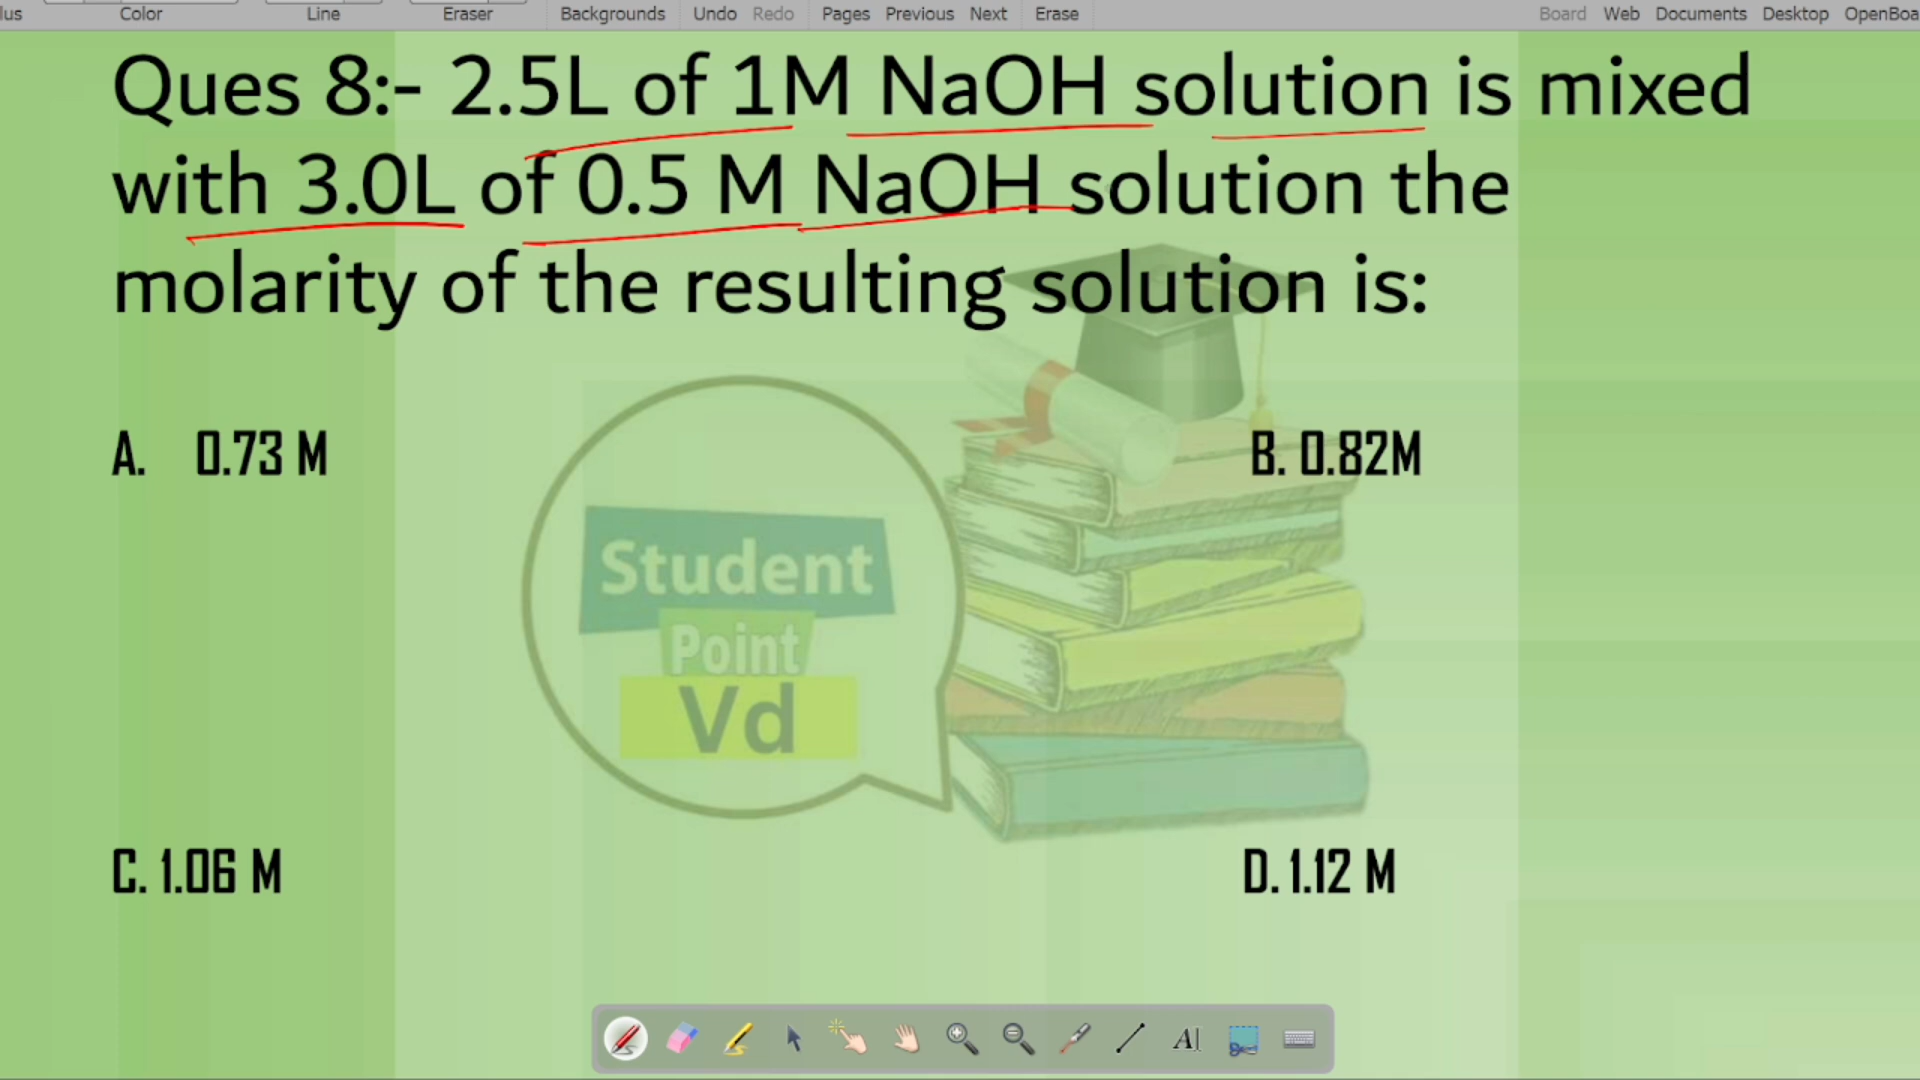 lus Color Line Eraser Backgrounds Undo Redo Pages Previous Next Erase Board Web Documents Desktop OpenBoa
Ques 8:- 2.5L of 1M NaOH solution is mixed
with 3.0L of 0.5 M NaOH solution the
molarity of the resulting solution is:
A. 0.73 M
B. 0.82M
Student
Point
Vd
C. 1.06 M
D. 1.12 M
AI